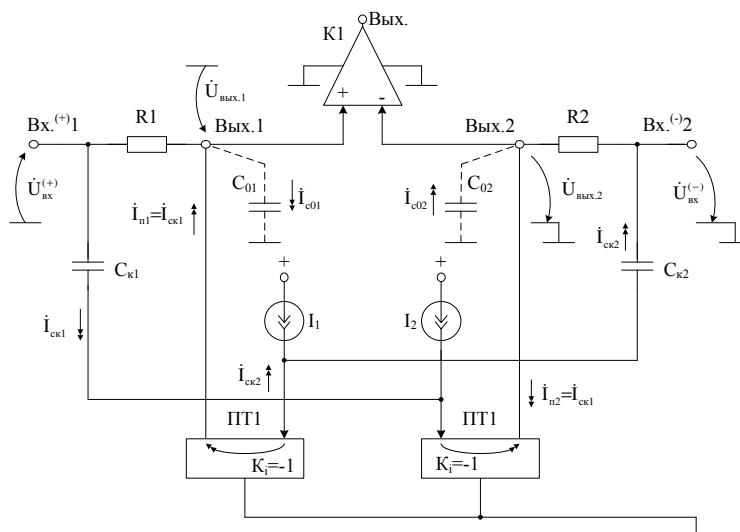 Вых.
К1
U̇вых.1
+ -
Вх.(+)1
R1
Вых.1
Вых.2
R2
Вх.(-)2
U̇вх(+)
C01
İc01
İп1=İск1
İc02
C02
U̇вых.2
U̇вх(−)
Cк1
+
+
İск2
Cк2
İск1
I1
I2
İск2
İп2=İск1
ПТ1
ПТ1
Ki=-1
Ki=-1